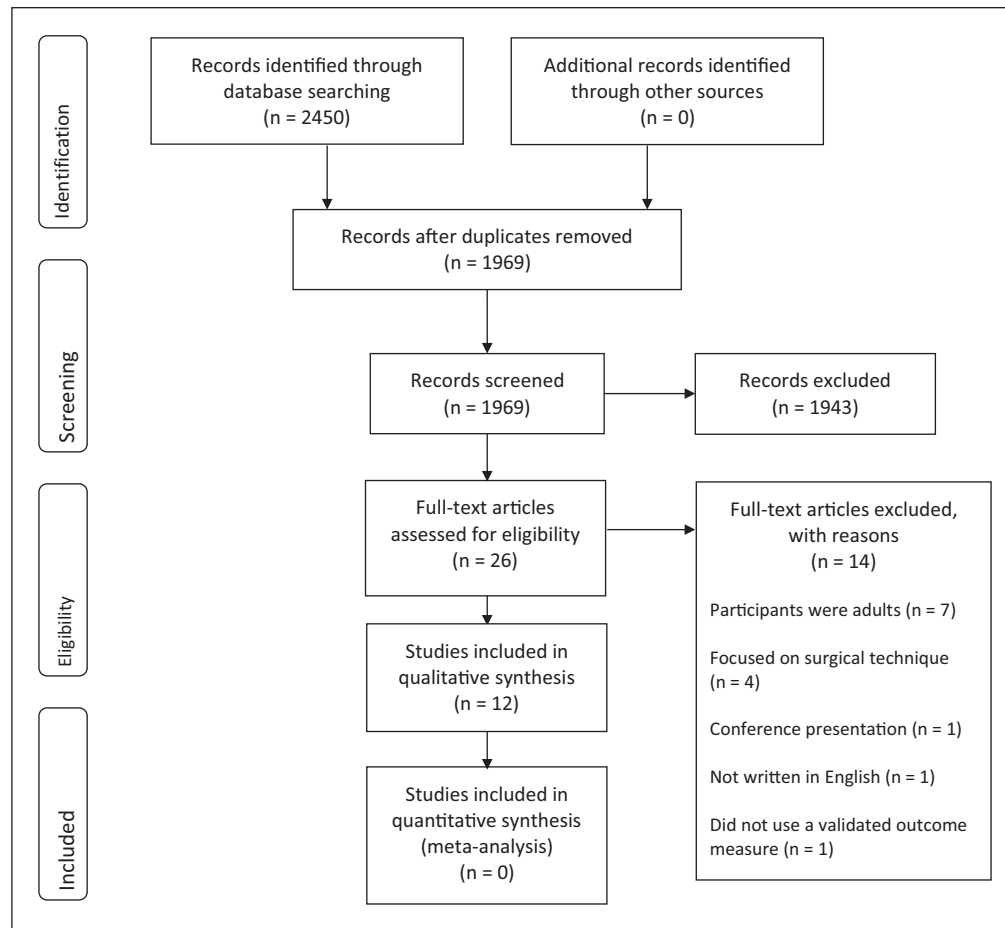 Identification
Records identified through
database searching
(n = 2450)
Additional records identified
through other sources
(n = 0)
Records after duplicates removed
(n = 1969)
Screening
Records screened
(n = 1969)
Records excluded
(n = 1943)
Eligibility
Full-text articles
assessed for eligibility
(n = 26)
Full-text articles excluded,
with reasons
(n = 14)
Participants were adults (n = 7)
Focused on surgical technique
(n = 4)
Conference presentation (n = 1)
Not written in English (n = 1)
Did not use a validated outcome
measure (n = 1)
Studies included in
qualitative synthesis
(n = 12)
Included
Studies included in
quantitative synthesis
(meta-analysis)
(n = 0)